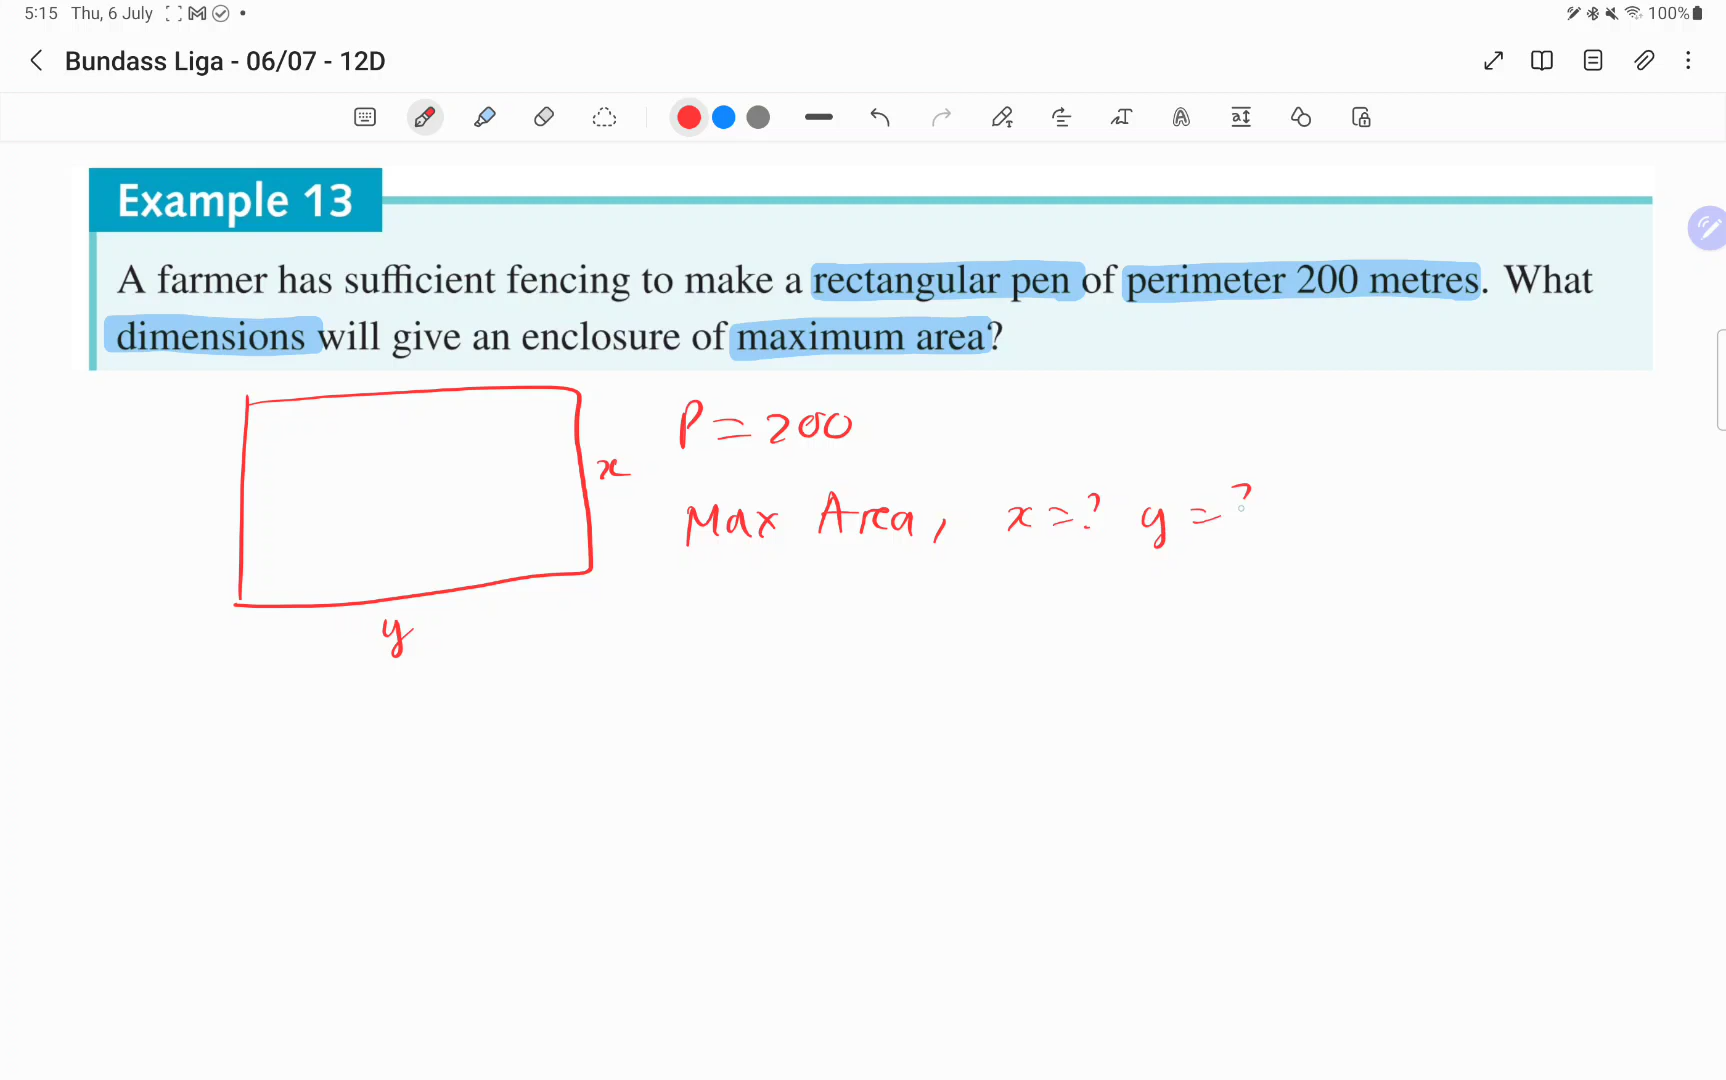 5:15 Thu, 6 July 100%
Bundass Liga - 06/07 - 12D
Example 13
A farmer has sufficient fencing to make a rectangular pen of perimeter 200 metres. What
dimensions will give an enclosure of maximum area?
P = 200
x
Max Area, x = ? y = ?
y